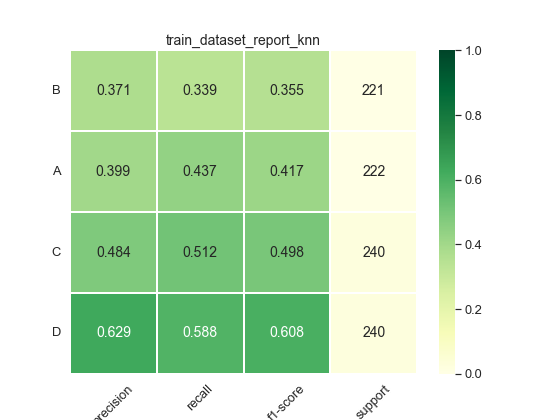 train_dataset_report_knn
B 0.371 0.339 0.355 221
A 0.399 0.437 0.417 222
C 0.484 0.512 0.498 240
D 0.629 0.588 0.608 240
recall support
1.0
0.8
0.6
0.4
0.2
0.0